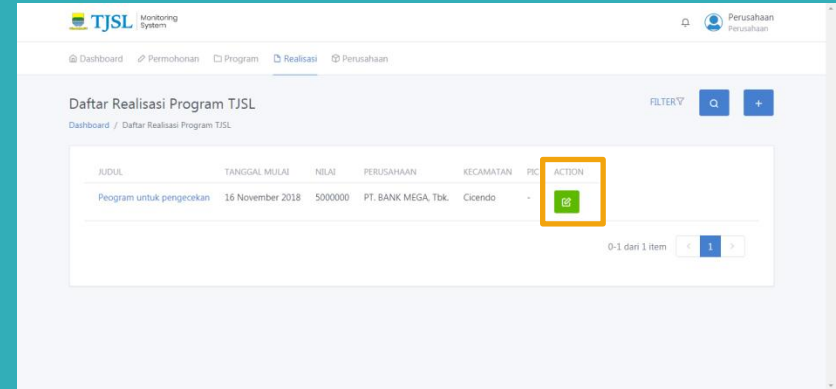 TJSL Monitoring System
Perusahaan
Perusahaan
Dashboard Permohonan Program Realisasi Perusahaan
Daftar Realisasi Program TJSL
FILTER
+
Dashboard / Daftar Realisasi Program TJSL
JUDUL TANGGAL MULAI NILAI PERUSAHAAN KECAMATAN PIC ACTION
Peogram untuk pengecekan 16 November 2018 5000000 PT. BANK MEGA, Tbk. Cicendo -
0-1 dari 1 item < 1 >